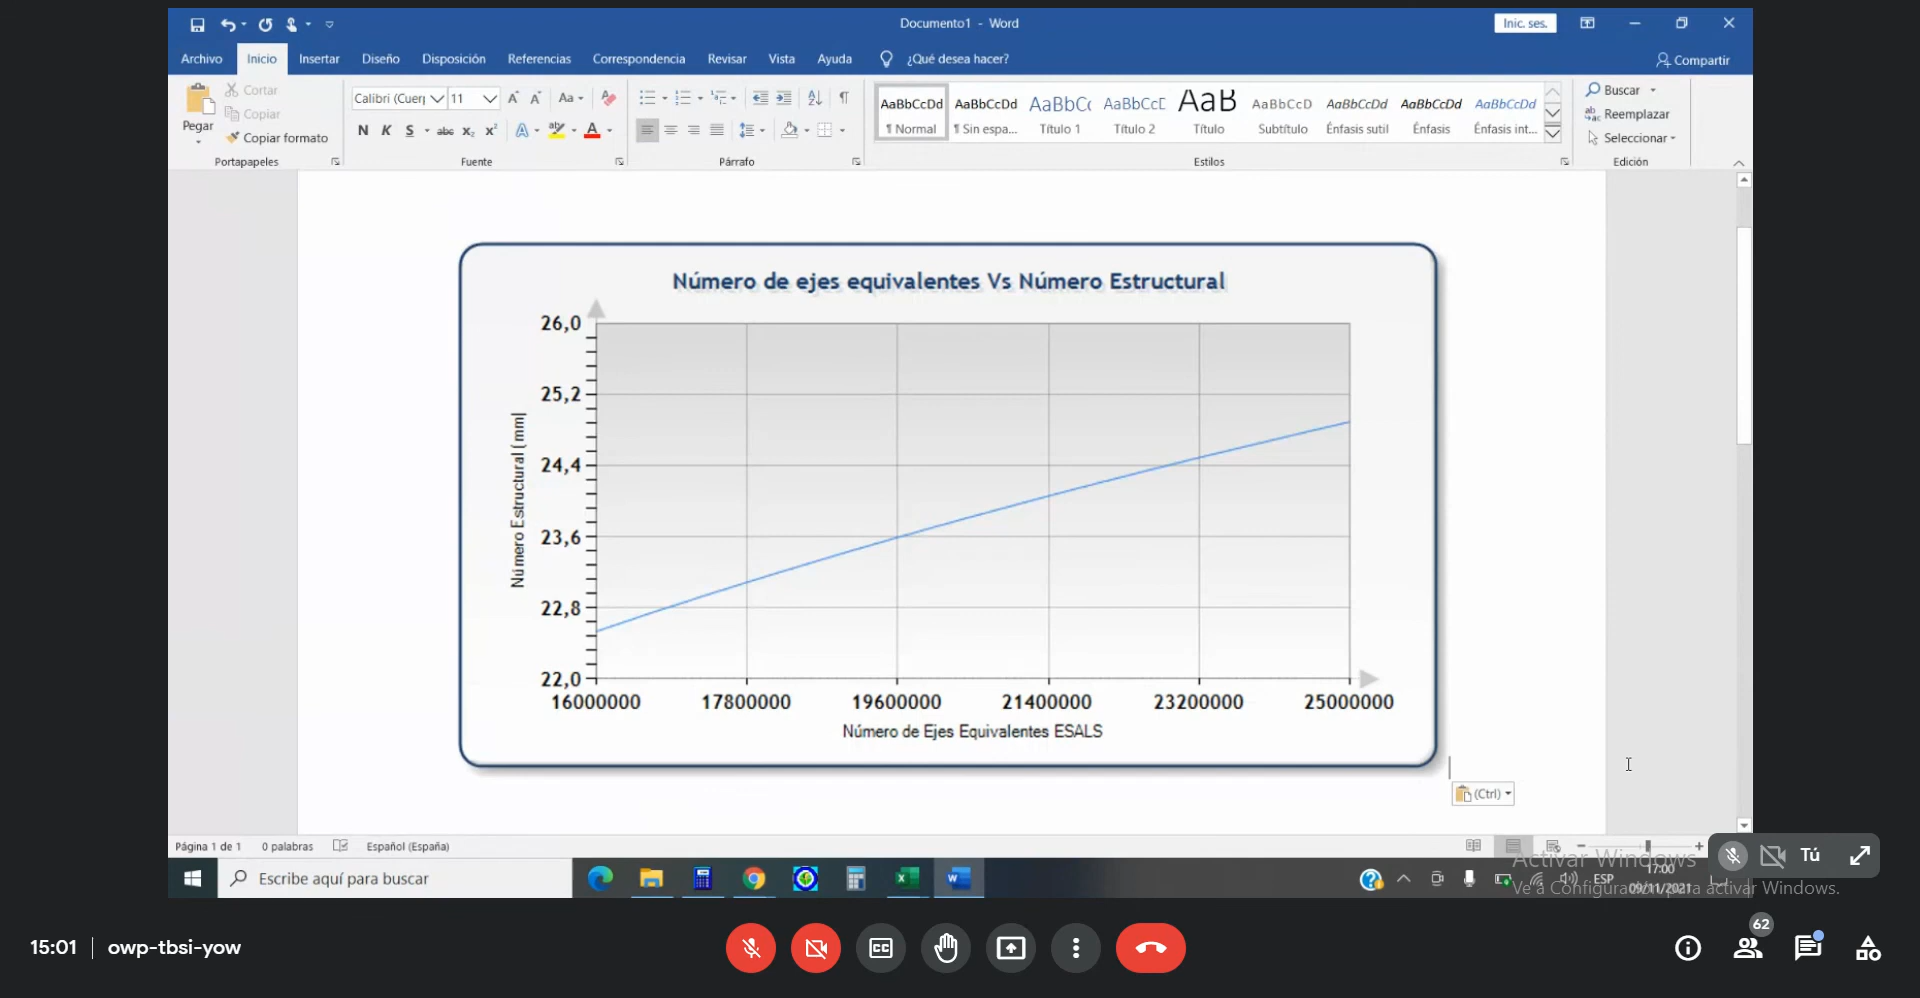 Documento1 - Word
Inic. ses.
Archivo Inicio Insertar Diseño Disposición Referencias Correspondencia Revisar Vista Ayuda ¿Qué desea hacer? Compartir
Pegar
Cortar
Copiar
Copiar formato
Portapapeles
Calibri (Cuerp 11
N K S abc x₂ x² A A
Aa
Fuente
Párrafo
AaBbCcDd AaBbCcDd AaBbCc AaBbCcC AaB AaBbCcD AaBbCcDd AaBbCcDd AaBbCcDd
¶ Normal ¶ Sin espa... Título 1 Título 2 Título Subtítulo Énfasis sutil Énfasis Énfasis int...
Estilos
Buscar
Reemplazar
Seleccionar
Edición
Número de ejes equivalentes Vs Número Estructural
26,0
25,2
24,4
23,6
22,8
22,0
Número Estructural [mm]
16000000 17800000 19600000 21400000 23200000 25000000
Número de Ejes Equivalentes ESALS
(Ctrl)
Página 1 de 1 0 palabras Español (España)
Escribe aquí para buscar
ESP
17:00
09/11/2021
Activar Windows
Ve a Configuración para activar Windows.
Tú
15:01 owp-tbsi-yow
62